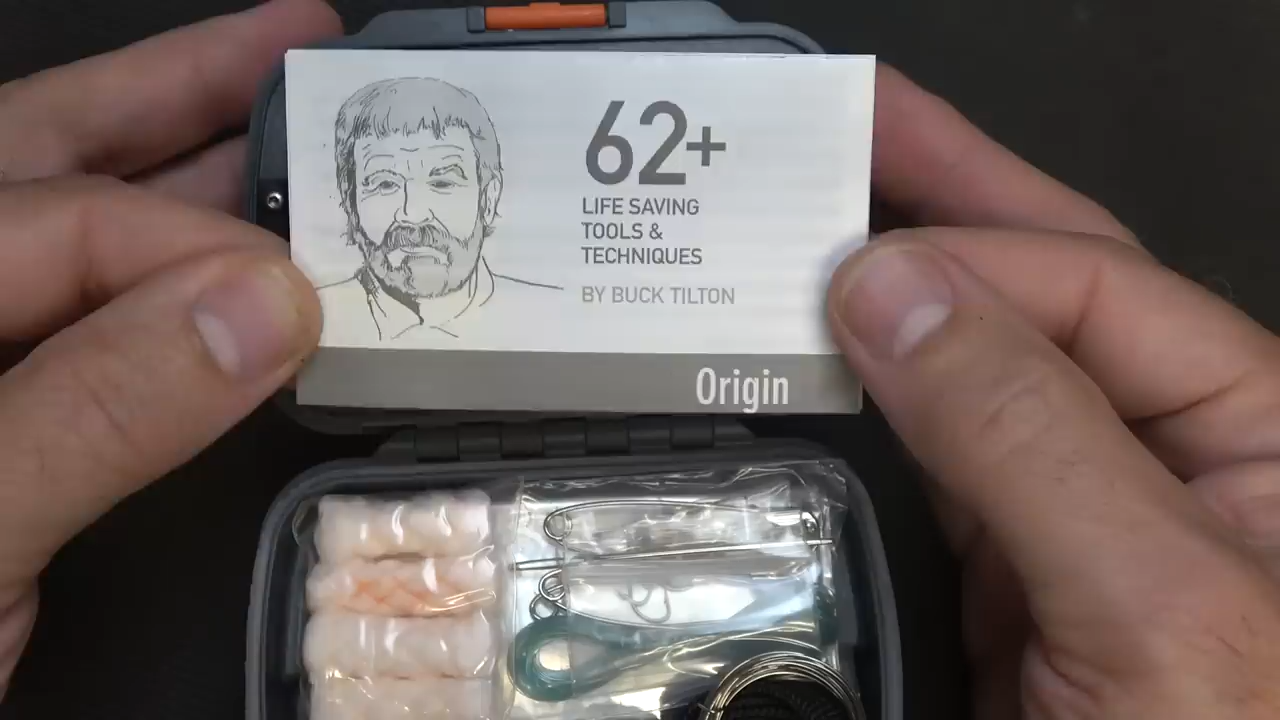 62+
LIFE SAVING
TOOLS &
TECHNIQUES
BY BUCK TILTON
Origin